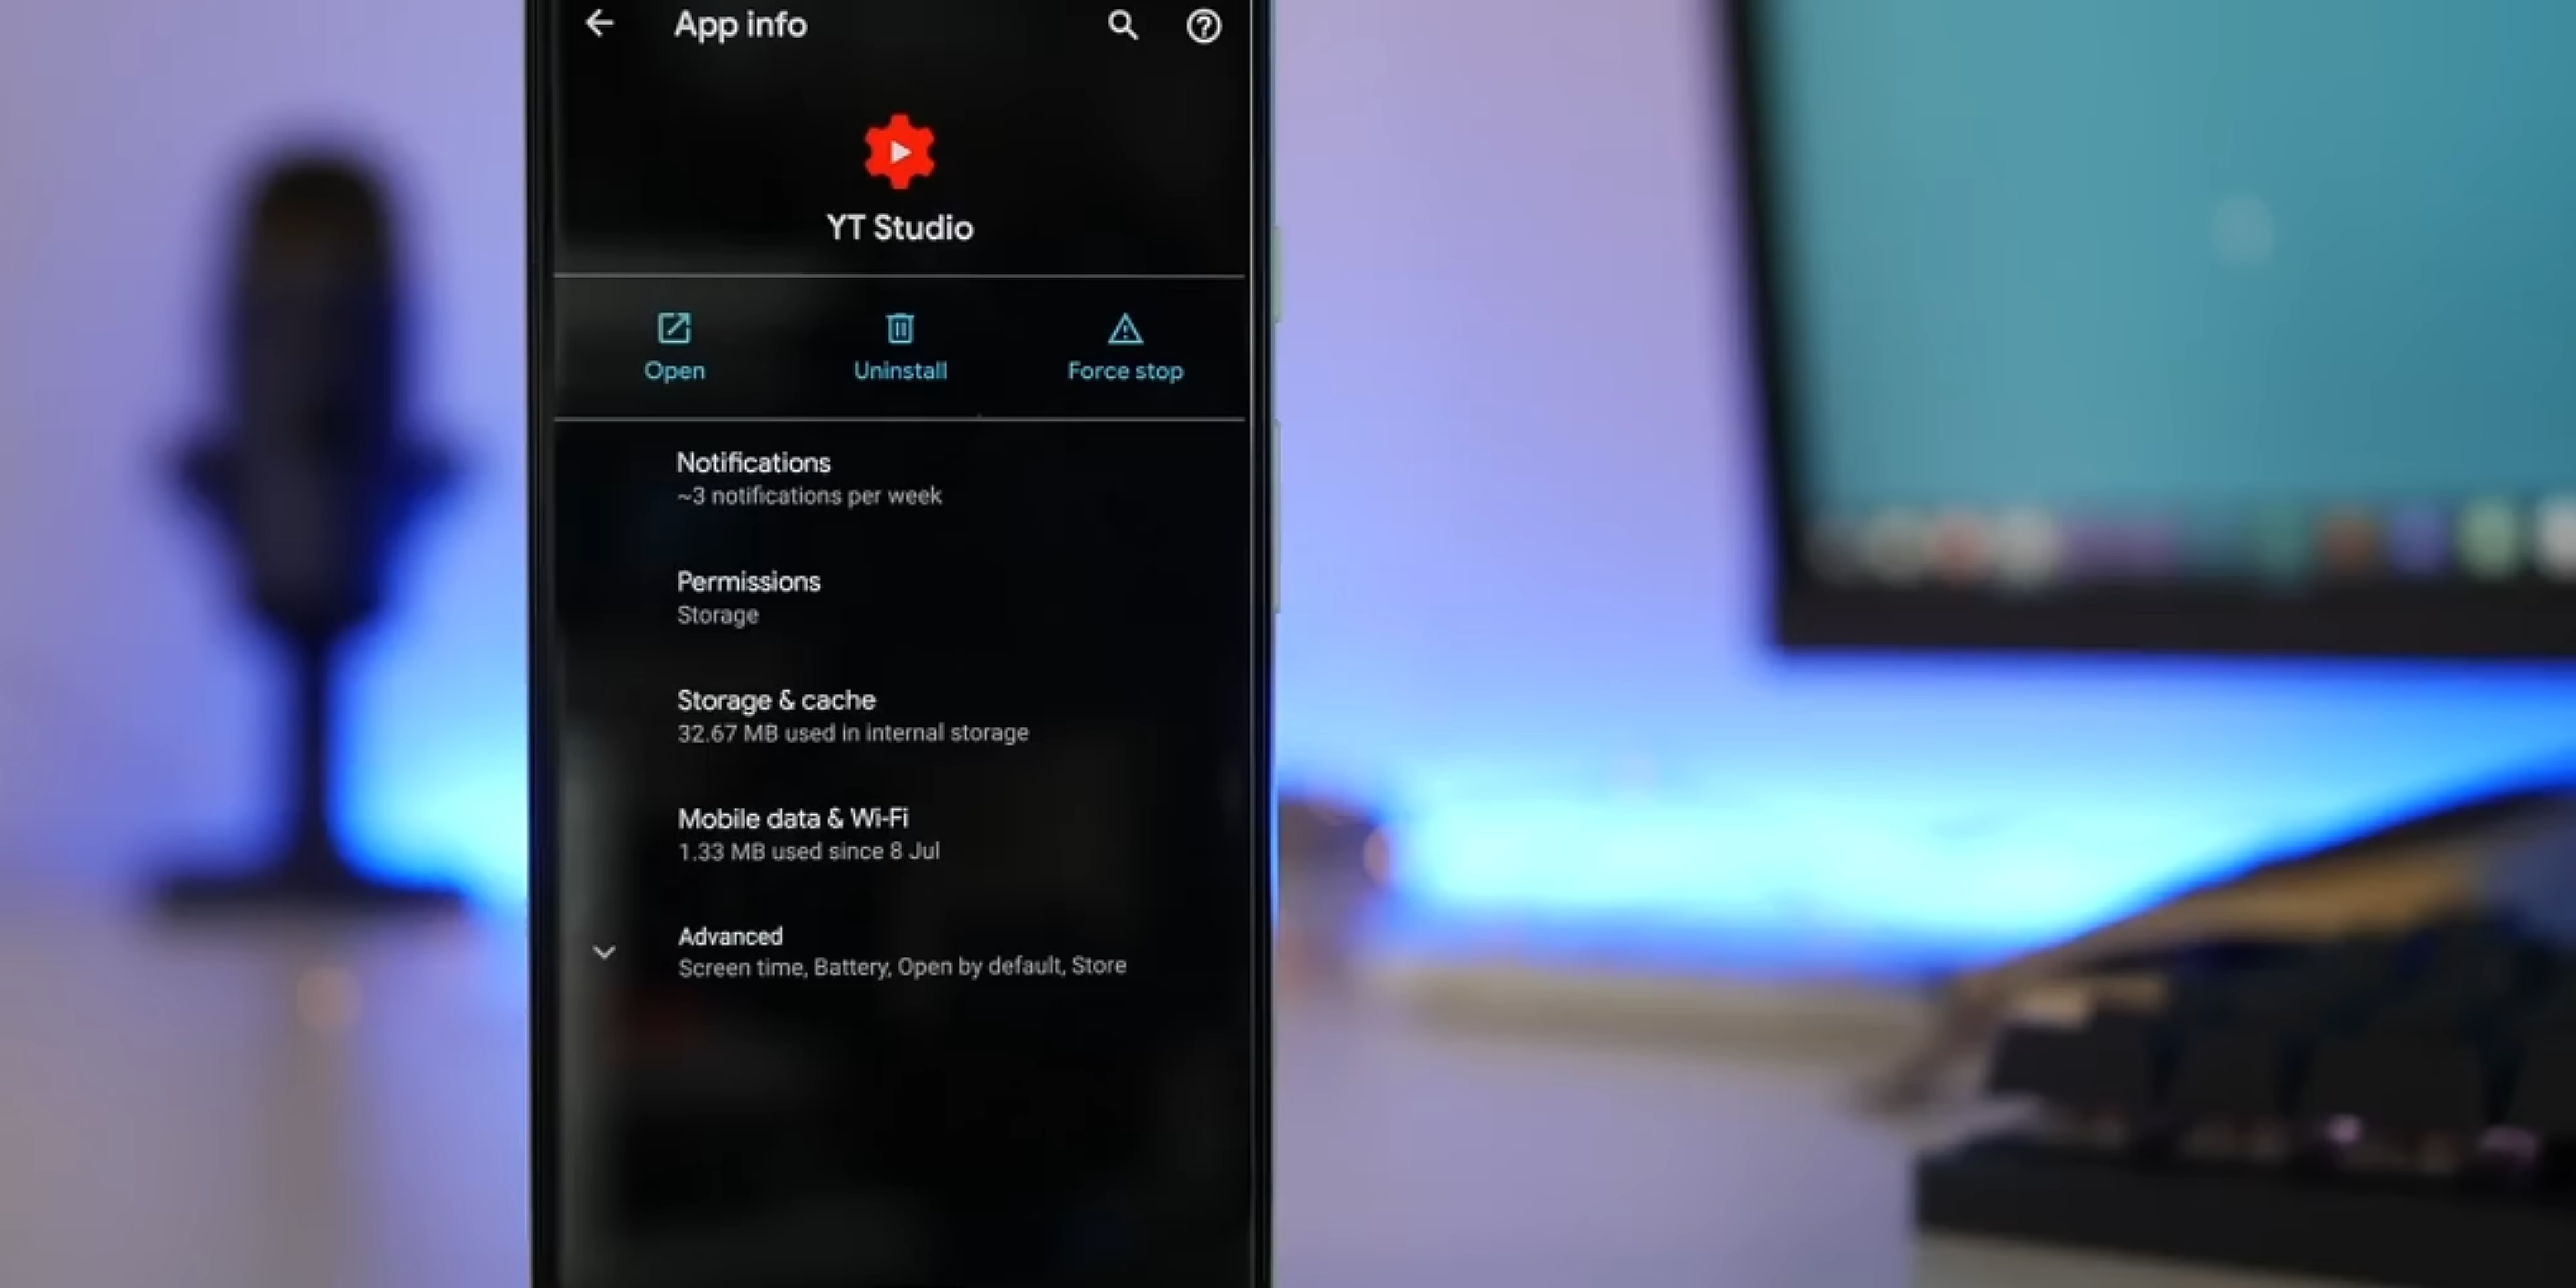 App info
YT Studio
Open
Uninstall
Force stop
Notifications
~3 notifications per week
Permissions
Storage
Storage & cache
32.67 MB used in internal storage
Mobile data & Wi-Fi
1.33 MB used since 8 Jul
Advanced
Screen time, Battery, Open by default, Store